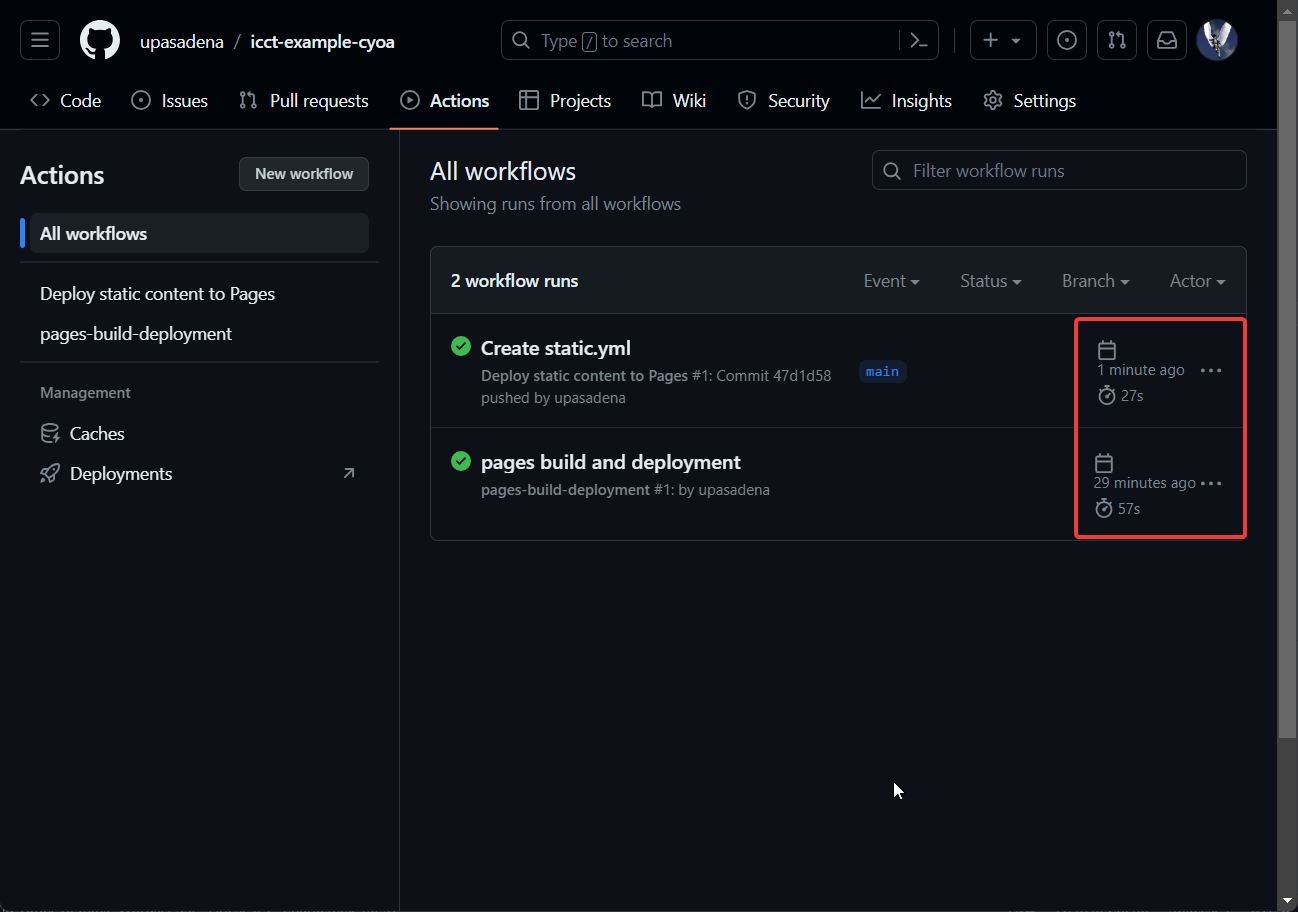 upasadena / icct-example-cyoa
Type / to search
Code Issues Pull requests Actions Projects Wiki Security Insights Settings
Actions
New workflow
All workflows
Deploy static content to Pages
pages-build-deployment
Management
Caches
Deployments
All workflows
Showing runs from all workflows
Filter workflow runs
2 workflow runs
Event Status Branch Actor
Create static.yml
Deploy static content to Pages #1: Commit 47d1d58
pushed by upasadena
main
1 minute ago
27s
pages build and deployment
pages-build-deployment #1: by upasadena
29 minutes ago
57s